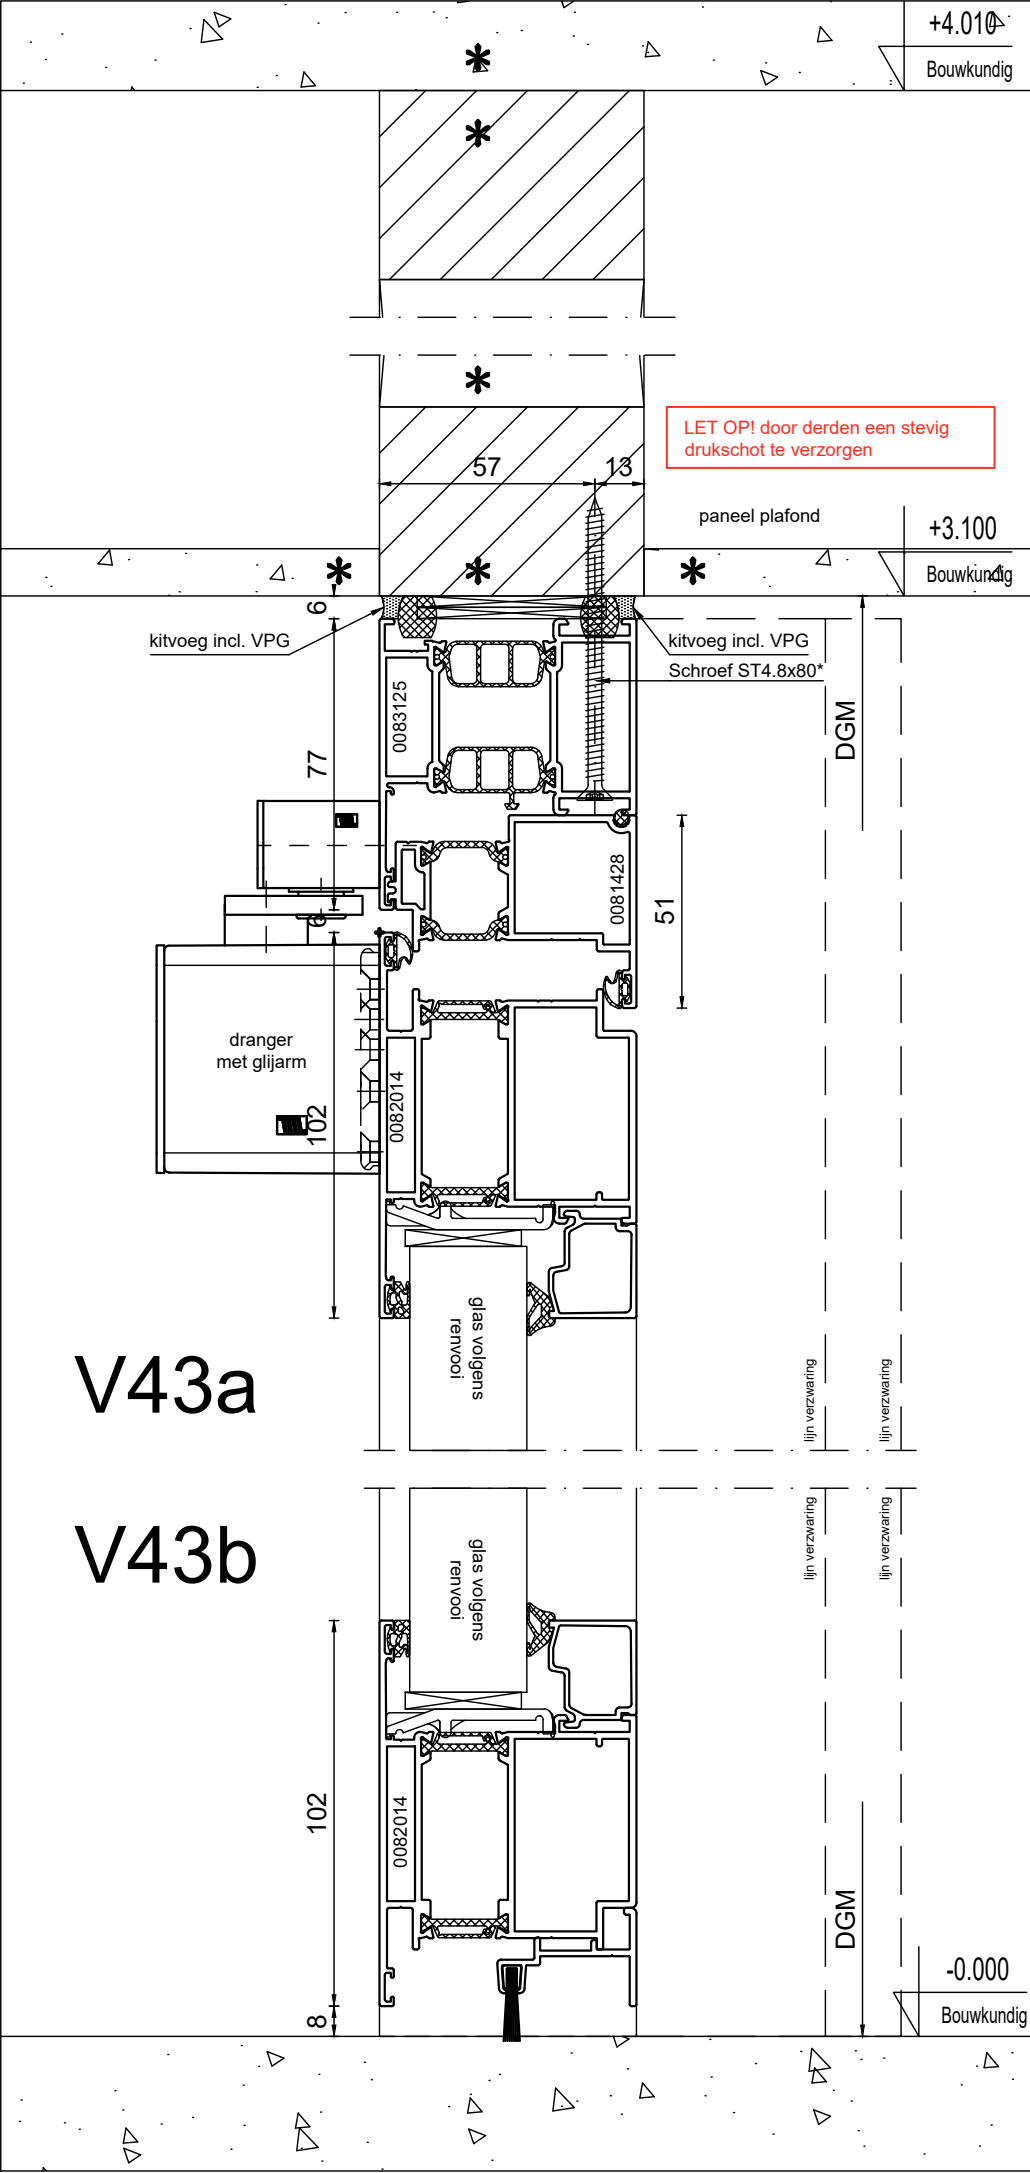 +4.010
Bouwkundig
LET OP! door derden een stevig
drukschot te verzorgen
57
13
paneel plafond
+3.100
Bouwkundig
6
kitvoeg incl. VPG
kitvoeg incl. VPG
Schroef ST4.8x80*
0083125
DGM
77
0081428
51
6
dranger
met glijarm
0082014
102
glas volgens
renvooi
V43a
lijn verzwaring
lijn verzwaring
V43b
glas volgens
renvooi
lijn verzwaring
lijn verzwaring
102
0082014
DGM
-0.000
Bouwkundig
8